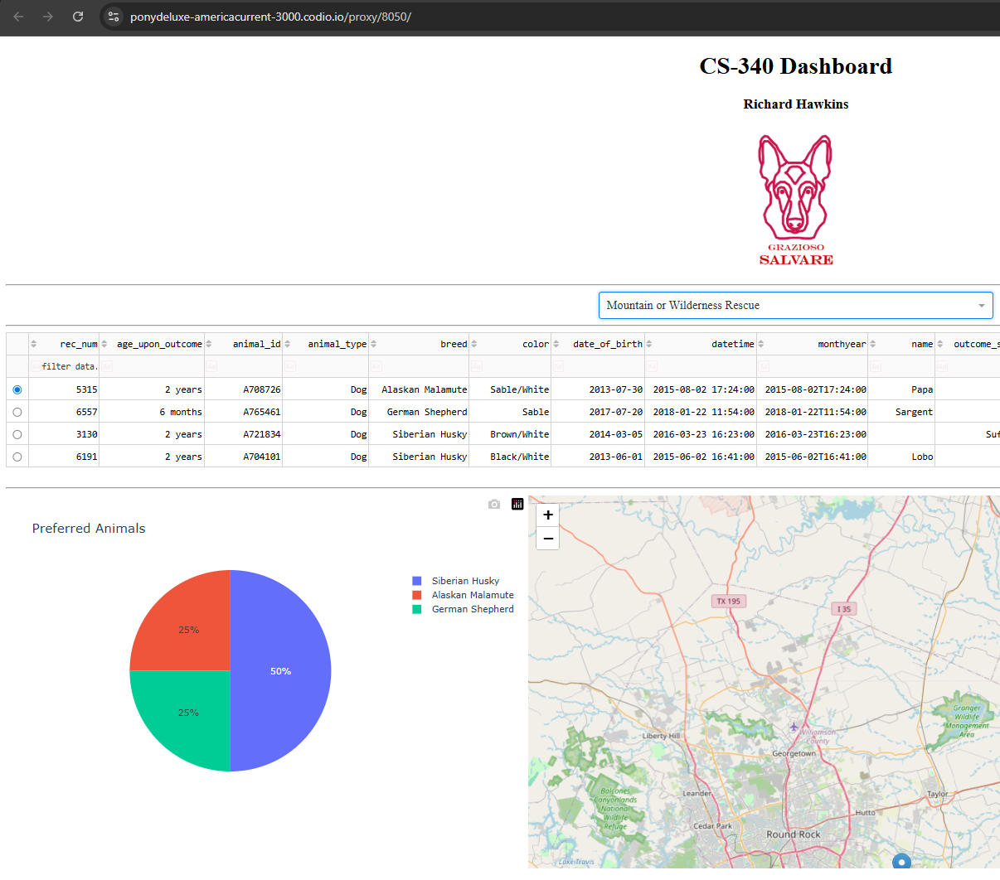 ponydeluxe-americacurrent-3000.codio.io/proxy/8050/
CS-340 Dashboard
Richard Hawkins
GRAZIOSO
SALVARE
Mountain or Wilderness Rescue
rec_num age_upon_outcome animal_id animal_type breed color date_of_birth datetime monthyear name outcome_s
filter data.
5315 2 years A708726 Dog Alaskan Malamute Sable/White 2013-07-30 2015-08-02 17:24:00 2015-08-02T17:24:00 Papa
6557 6 months A765461 Dog German Shepherd Sable 2017-07-20 2018-01-22 11:54:00 2018-01-22T11:54:00 Sargent
3130 2 years A721834 Dog Siberian Husky Brown/White 2014-03-05 2016-03-23 16:23:00 2016-03-23T16:23:00 Suf
6191 2 years A704101 Dog Siberian Husky Black/White 2013-06-01 2015-06-02 16:41:00 2015-06-02T16:41:00 Lobo
Preferred Animals
Siberian Husky
Alaskan Malamute
German Shepherd
25%
50%
25%
+
−
TX 195
I 35
Granger
Wildlife
Management
Area
Liberty Hill
Williamson
County
Georgetown
Balcones
Canyonlands
National
Wildlife
Refuge
Leander
Taylor
Hutto
Cedar Park
Round Rock
Lake Travis